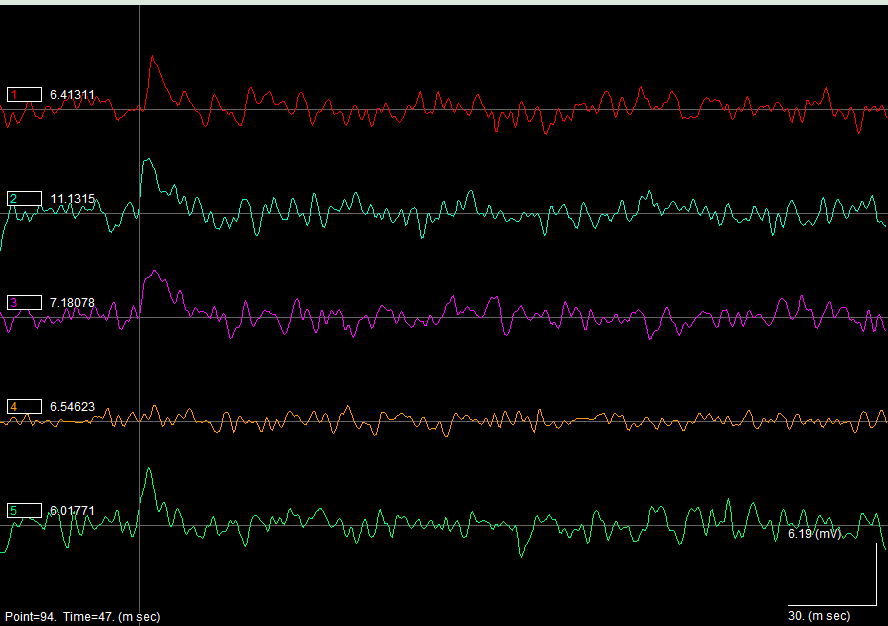 1 6.41311
2 11.1315
3 7.18078
4 6.54623
5 6.01771
6.19 (mV)
Point=94. Time=47. (m sec)
30. (m sec)